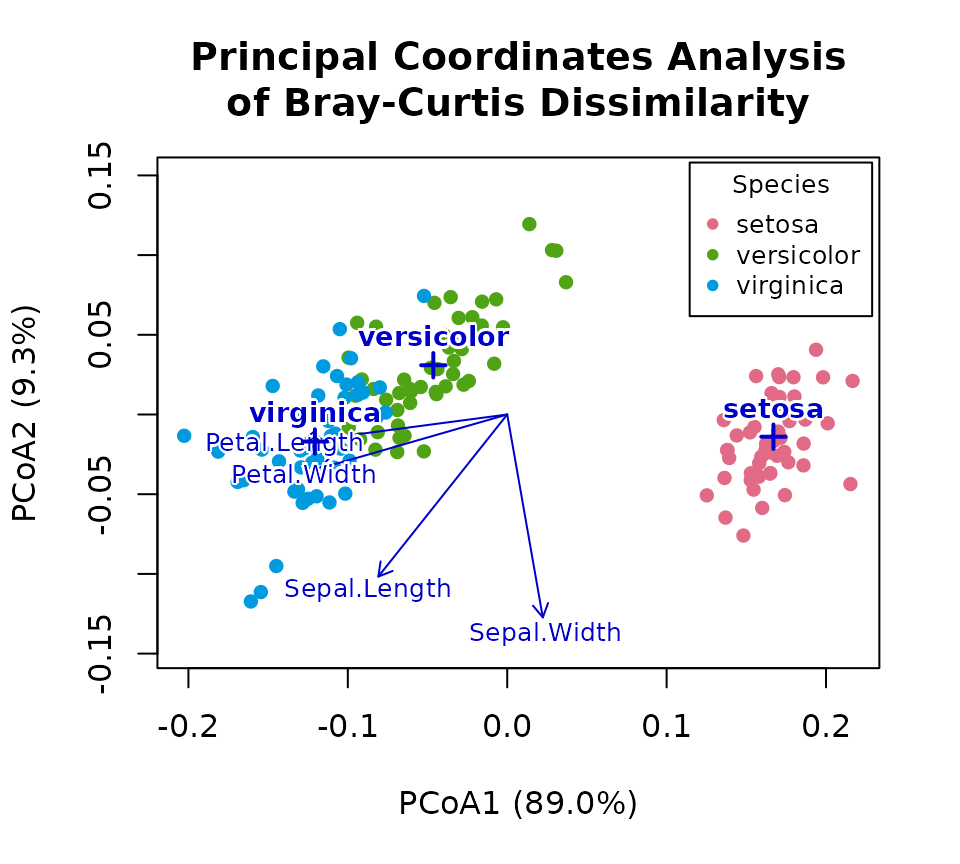 Principal Coordinates Analysis
of Bray-Curtis Dissimilarity
Species
setosa
versicolor
virginica
0.15
0.05
-0.05
-0.15
PCoA2 (9.3%)
versicolor
virginica
setosa
Petal.Length
Petal.Width
Sepal.Length
Sepal.Width
-0.2
-0.1
0.0
0.1
0.2
PCoA1 (89.0%)